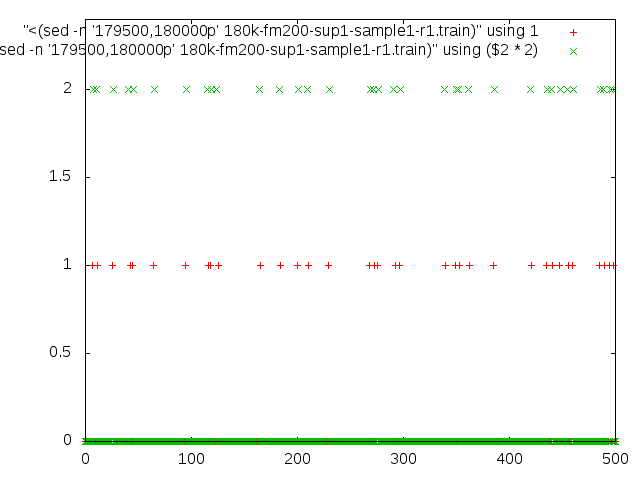 "<(sed -n '179500,180000p' 180k-fm200-sup1-sample1-r1.train)" using 1
sed -n '179500,180000p' 180k-fm200-sup1-sample1-r1.train)" using ($2 * 2)
2
1.5
1
0.5
0
0 100 200 300 400 500